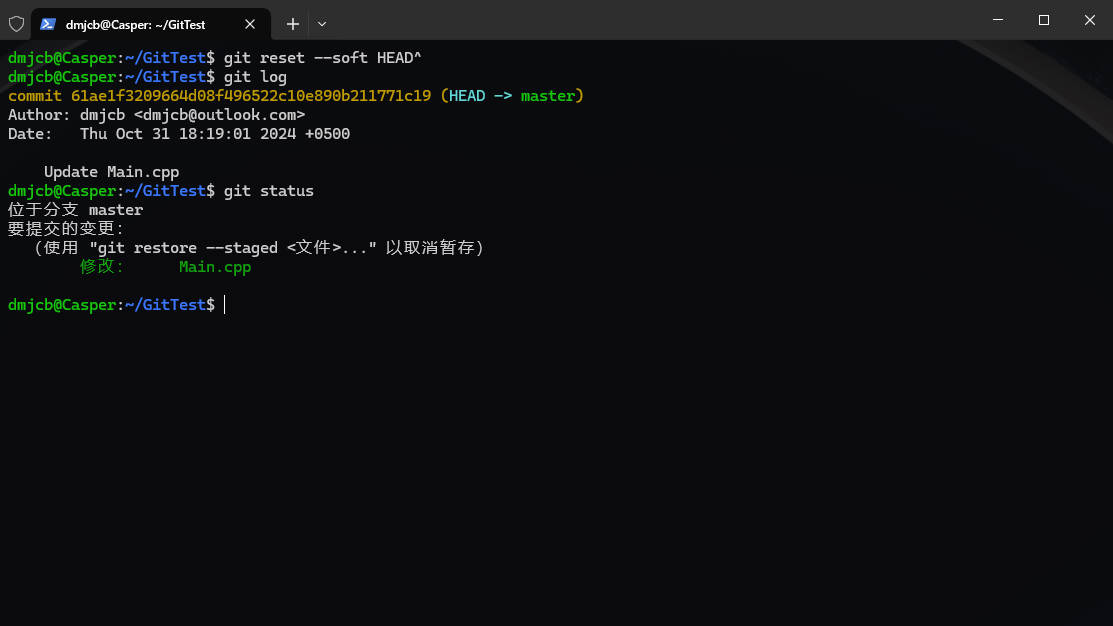 dmjcb@Casper: ~/GitTest
dmjcb@Casper:~/GitTest$ git reset --soft HEAD^
dmjcb@Casper:~/GitTest$ git log
commit 61ae1f3209664d08f496522c10e890b211771c19 (HEAD -> master)
Author: dmjcb <dmjcb@outlook.com>
Date:   Thu Oct 31 18:19:01 2024 +0500
    Update Main.cpp
dmjcb@Casper:~/GitTest$ git status
位于分支 master
要提交的变更：
  （使用 "git restore --staged <文件>..." 以取消暂存）
        修改：     Main.cpp
dmjcb@Casper:~/GitTest$